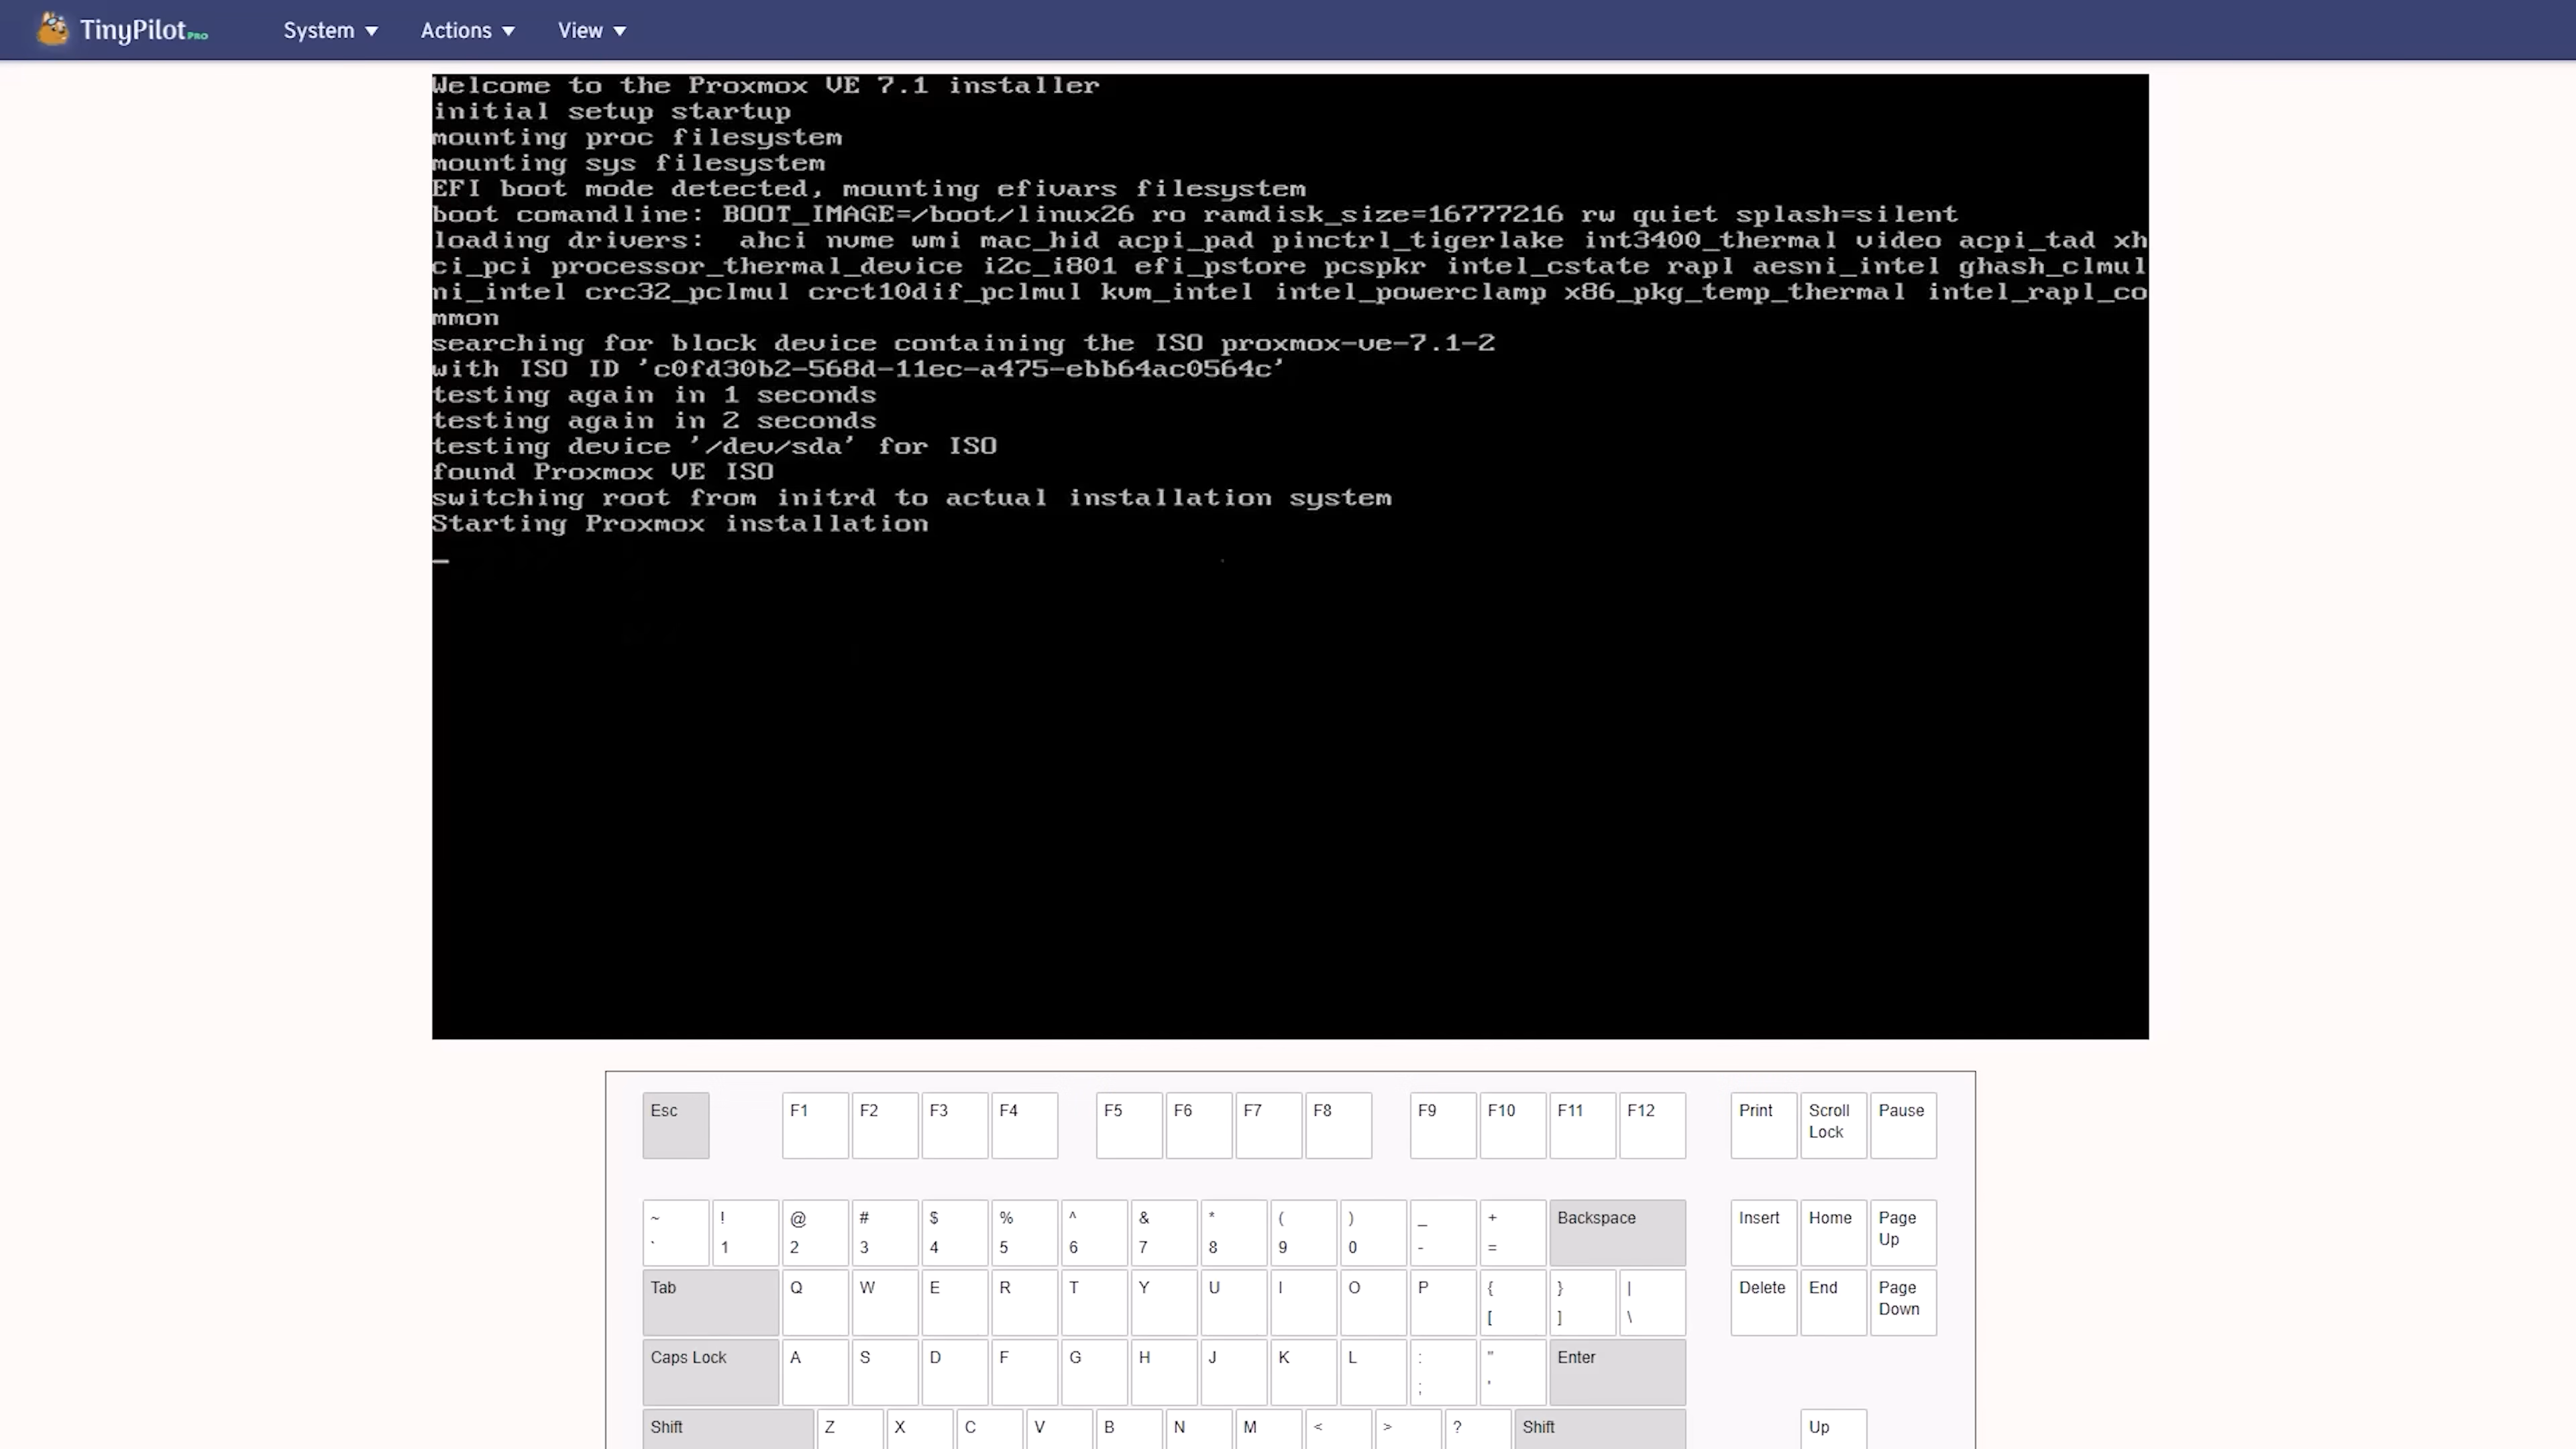 TinyPilot PRO
System ▼ Actions ▼ View ▼
Welcome to the Proxmox VE 7.1 installer
initial setup startup
mounting proc filesystem
mounting sys filesystem
EFI boot mode detected, mounting efivars filesystem
boot comandline: BOOT_IMAGE=/boot/linux26 ro ramdisk_size=16777216 rw quiet splash=silent
loading drivers:  ahci nvme wmi mac_hid acpi_pad pinctrl_tigerlake int3400_thermal video acpi_tad xh
ci_pci processor_thermal_device i2c_i801 efi_pstore pcspkr intel_cstate rapl aesni_intel ghash_clmul
ni_intel crc32_pclmul crct10dif_pclmul kvm_intel intel_powerclamp x86_pkg_temp_thermal intel_rapl_co
mmon
searching for block device containing the ISO proxmox-ve-7.1-2
with ISO ID 'c0fd30b2-568d-11ec-a475-ebb64ac0564c'
testing again in 1 seconds
testing again in 2 seconds
testing device '/dev/sda' for ISO
found Proxmox VE ISO
switching root from initrd to actual installation system
Starting Proxmox installation
_
Esc F1 F2 F3 F4 F5 F6 F7 F8 F9 F10 F11 F12 Print Scroll Pause
Lock
~ ! @ # $ % ^ & * ( ) _ + Backspace Insert Home Page
` 1 2 3 4 5 6 7 8 9 0 - = Up
Tab Q W E R T Y U I O P { } | Delete End Page
[ ] \ Down
Caps Lock A S D F G H J K L : " Enter
; '
Shift Z X C V B N M < > ? Shift Up